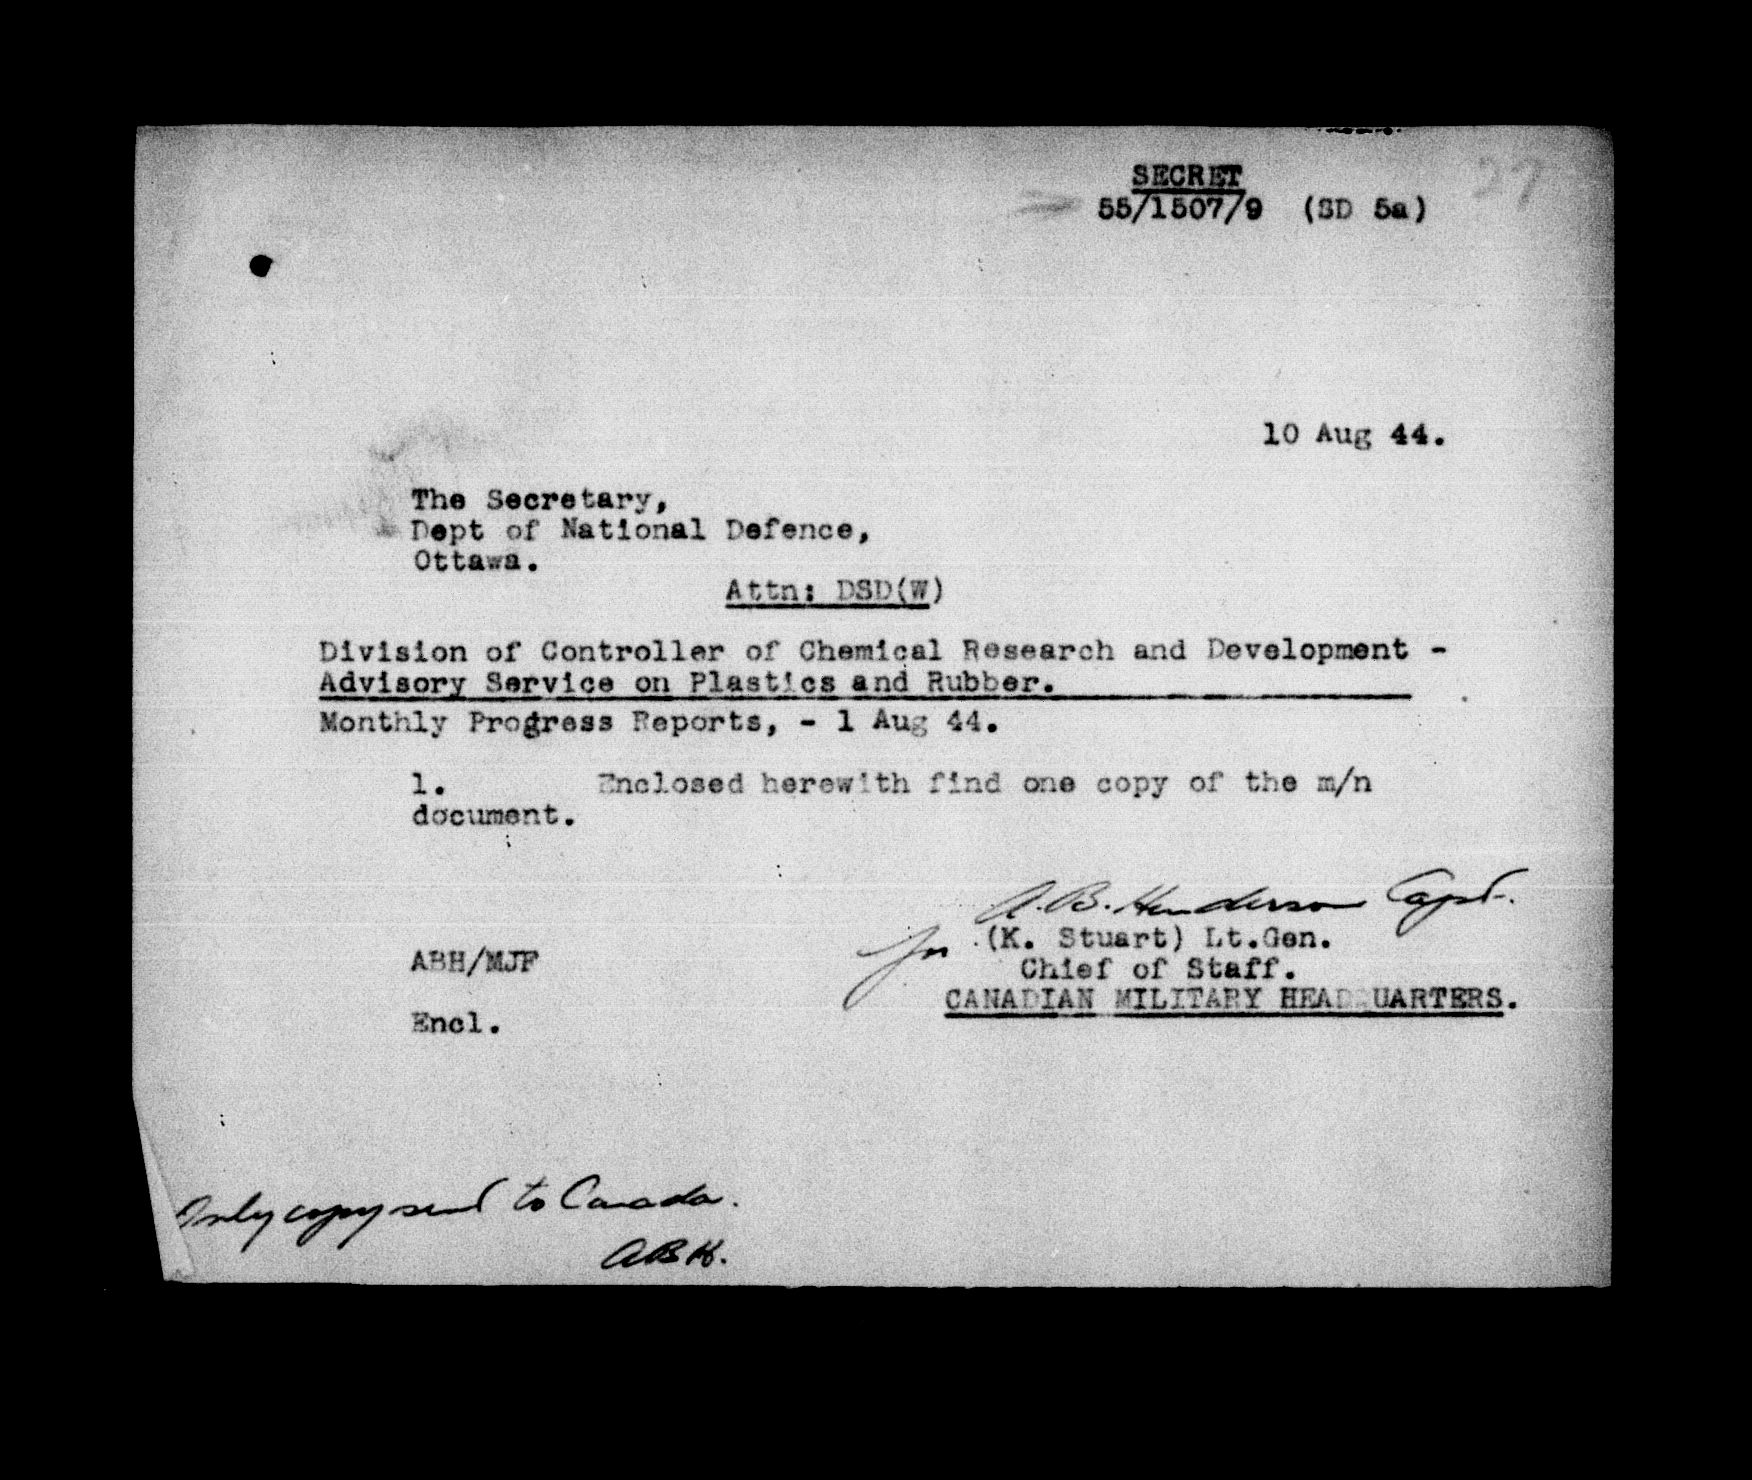 SECRET
55/1507/9 (SD 5a)
27
10 Aug 44.
The Secretary,
Dept of National Defence,
Ottawa.
Attn: DSD(W)
Division of Controller of Chemical Research and Development -
Advisory Service on Plastics and Rubber.
Monthly Progress Reports, - 1 Aug 44.
1. Enclosed herewith find one copy of the m/n
document.
A.B. Henderson Capt.
for (K. Stuart) Lt.Gen.
ABH/MJF
Chief of Staff.
CANADIAN MILITARY HEADQUARTERS.
Encl.
Only copy sent to Canada.
ABH.